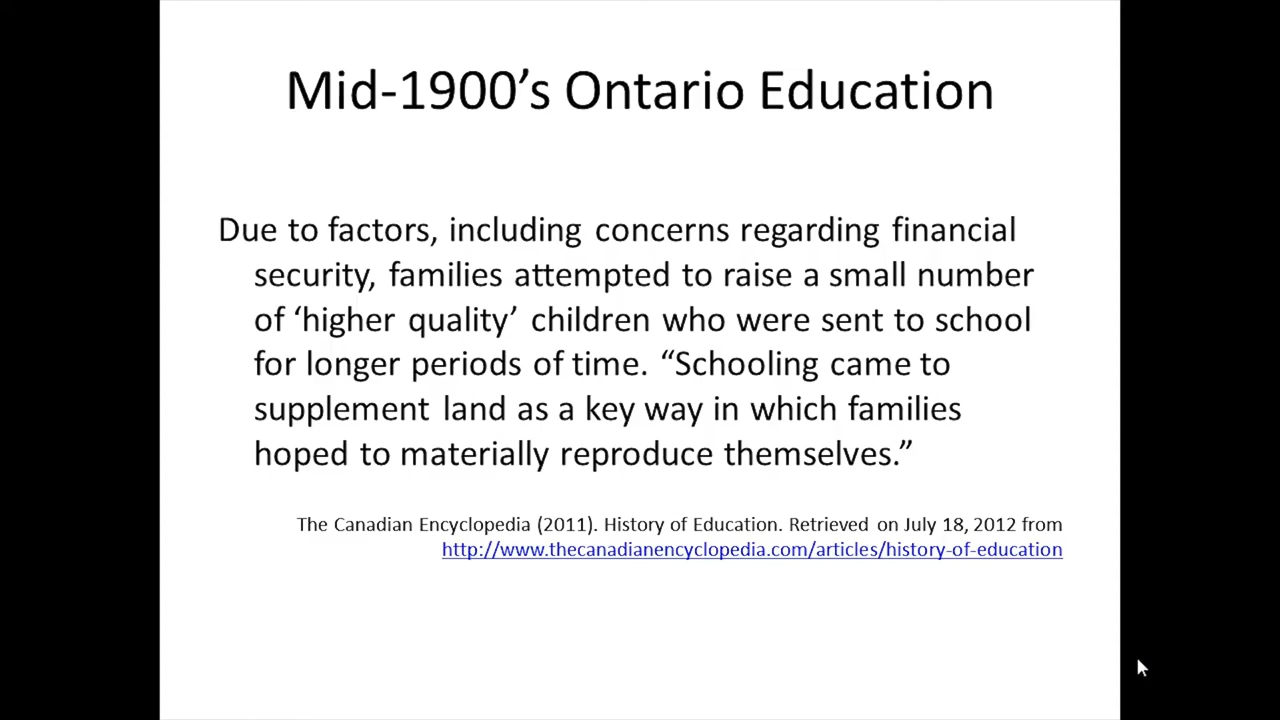 Mid-1900’s Ontario Education
Due to factors, including concerns regarding financial
security, families attempted to raise a small number
of ‘higher quality’ children who were sent to school
for longer periods of time. “Schooling came to
supplement land as a key way in which families
hoped to materially reproduce themselves.”
The Canadian Encyclopedia (2011). History of Education. Retrieved on July 18, 2012 from
http://www.thecanadianencyclopedia.com/articles/history-of-education